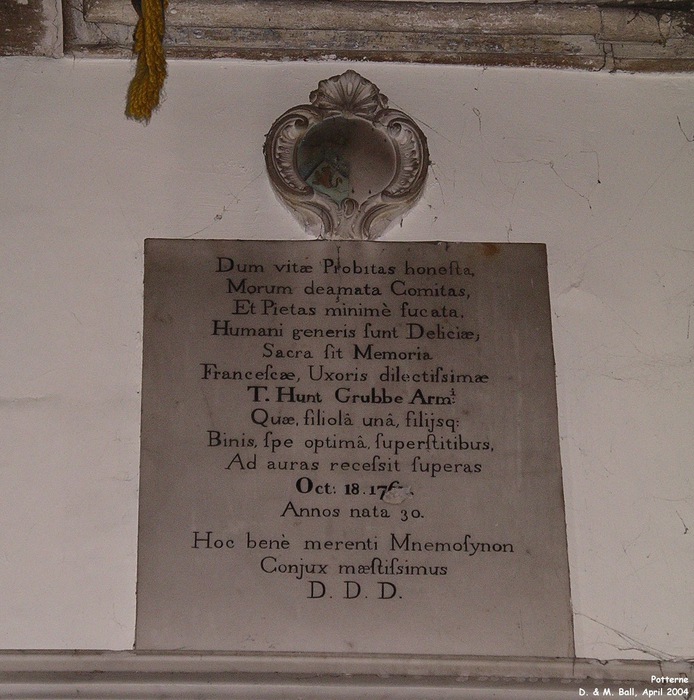 Dum vitæ Probitas honeſta,
Morum deamata Comitas,
Et Pietas minimè fucata,
Humani generis ſunt Deliciæ;
Sacra ſit Memoria
Franceſcæ, Uxoris dilectiſsimæ
T. Hunt Grubbe Armⁱ:
Quæ, filiolâ unâ, filijsq:
Binis, ſpe optimâ, ſuperſtitibus,
Ad auras receſsit ſuperas
Oct: 18.
Annos nata 30.
Hoc benè merenti Mnemoſynon
Conjux mæſtiſsimus
D. D. D.
Potterne
D. & M. Ball, April 2004